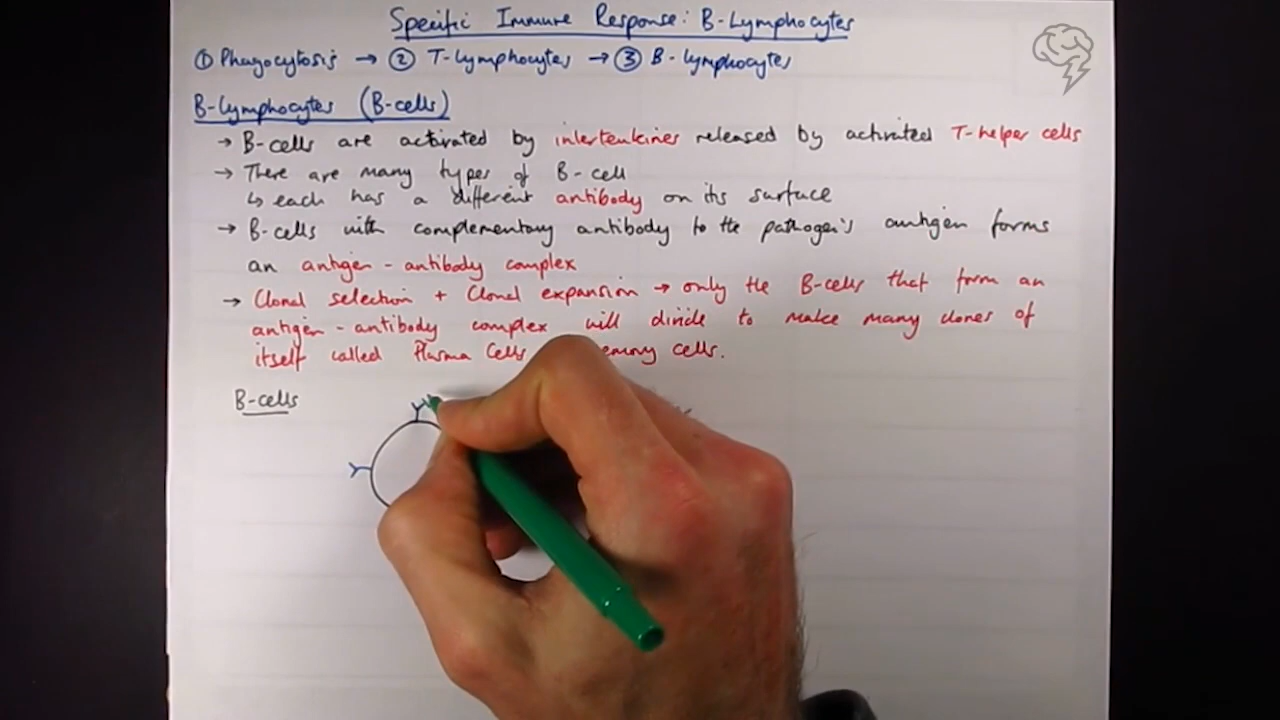 Specific Immune Response: B-Lymphocytes
① Phagocytosis → ② T-Lymphocytes → ③ B-Lymphocytes
B-Lymphocytes (B-cells)
→ B-cells are activated by interleukines released by activated T-helper cells
→ There are many types of B-cell
↳ each has a different antibody on its surface
→ B-cells with complementary antibody to the pathogen's antigen forms
an antigen-antibody complex
→ Clonal selection + Clonal expansion → only the B-cells that form an
antigen-antibody complex will divide to make many clones of
itself called Plasma Cells cells.
B-cells